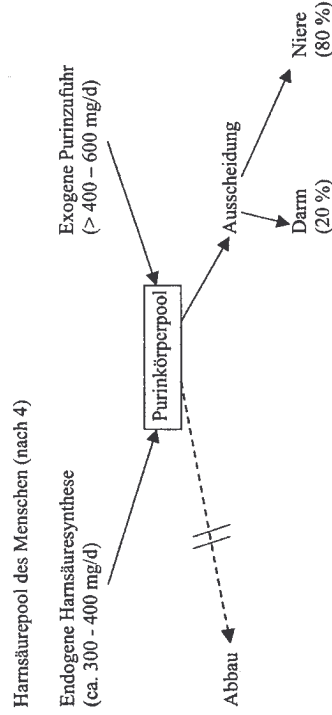 Harnsäurepool des Menschen (nach 4)
Endogene Harnsäuresynthese
(ca. 300 - 400 mg/d)
Exogene Purinzufuhr
(> 400 – 600 mg/d)
Purinkörperpool
Abbau
Ausscheidung
Darm
(20 %)
Niere
(80 %)